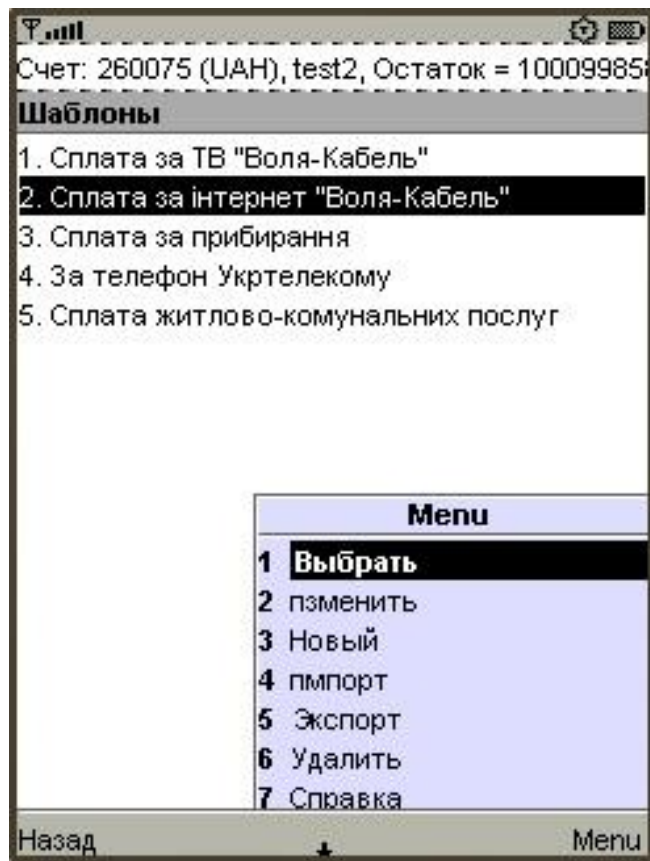 Счет: 260075 (UAH), test2, Остаток = 10009985
Шаблоны
1. Сплата за ТВ "Воля-Кабель"
2. Сплата за інтернет "Воля-Кабель"
3. Сплата за прибирання
4. За телефон Укртелекому
5. Сплата житлово-комунальних послуг
Menu
1 Выбрать
2 пзменить
3 Новый
4 пмпорт
5 Экспорт
6 Удалить
7 Справка
Назад Menu